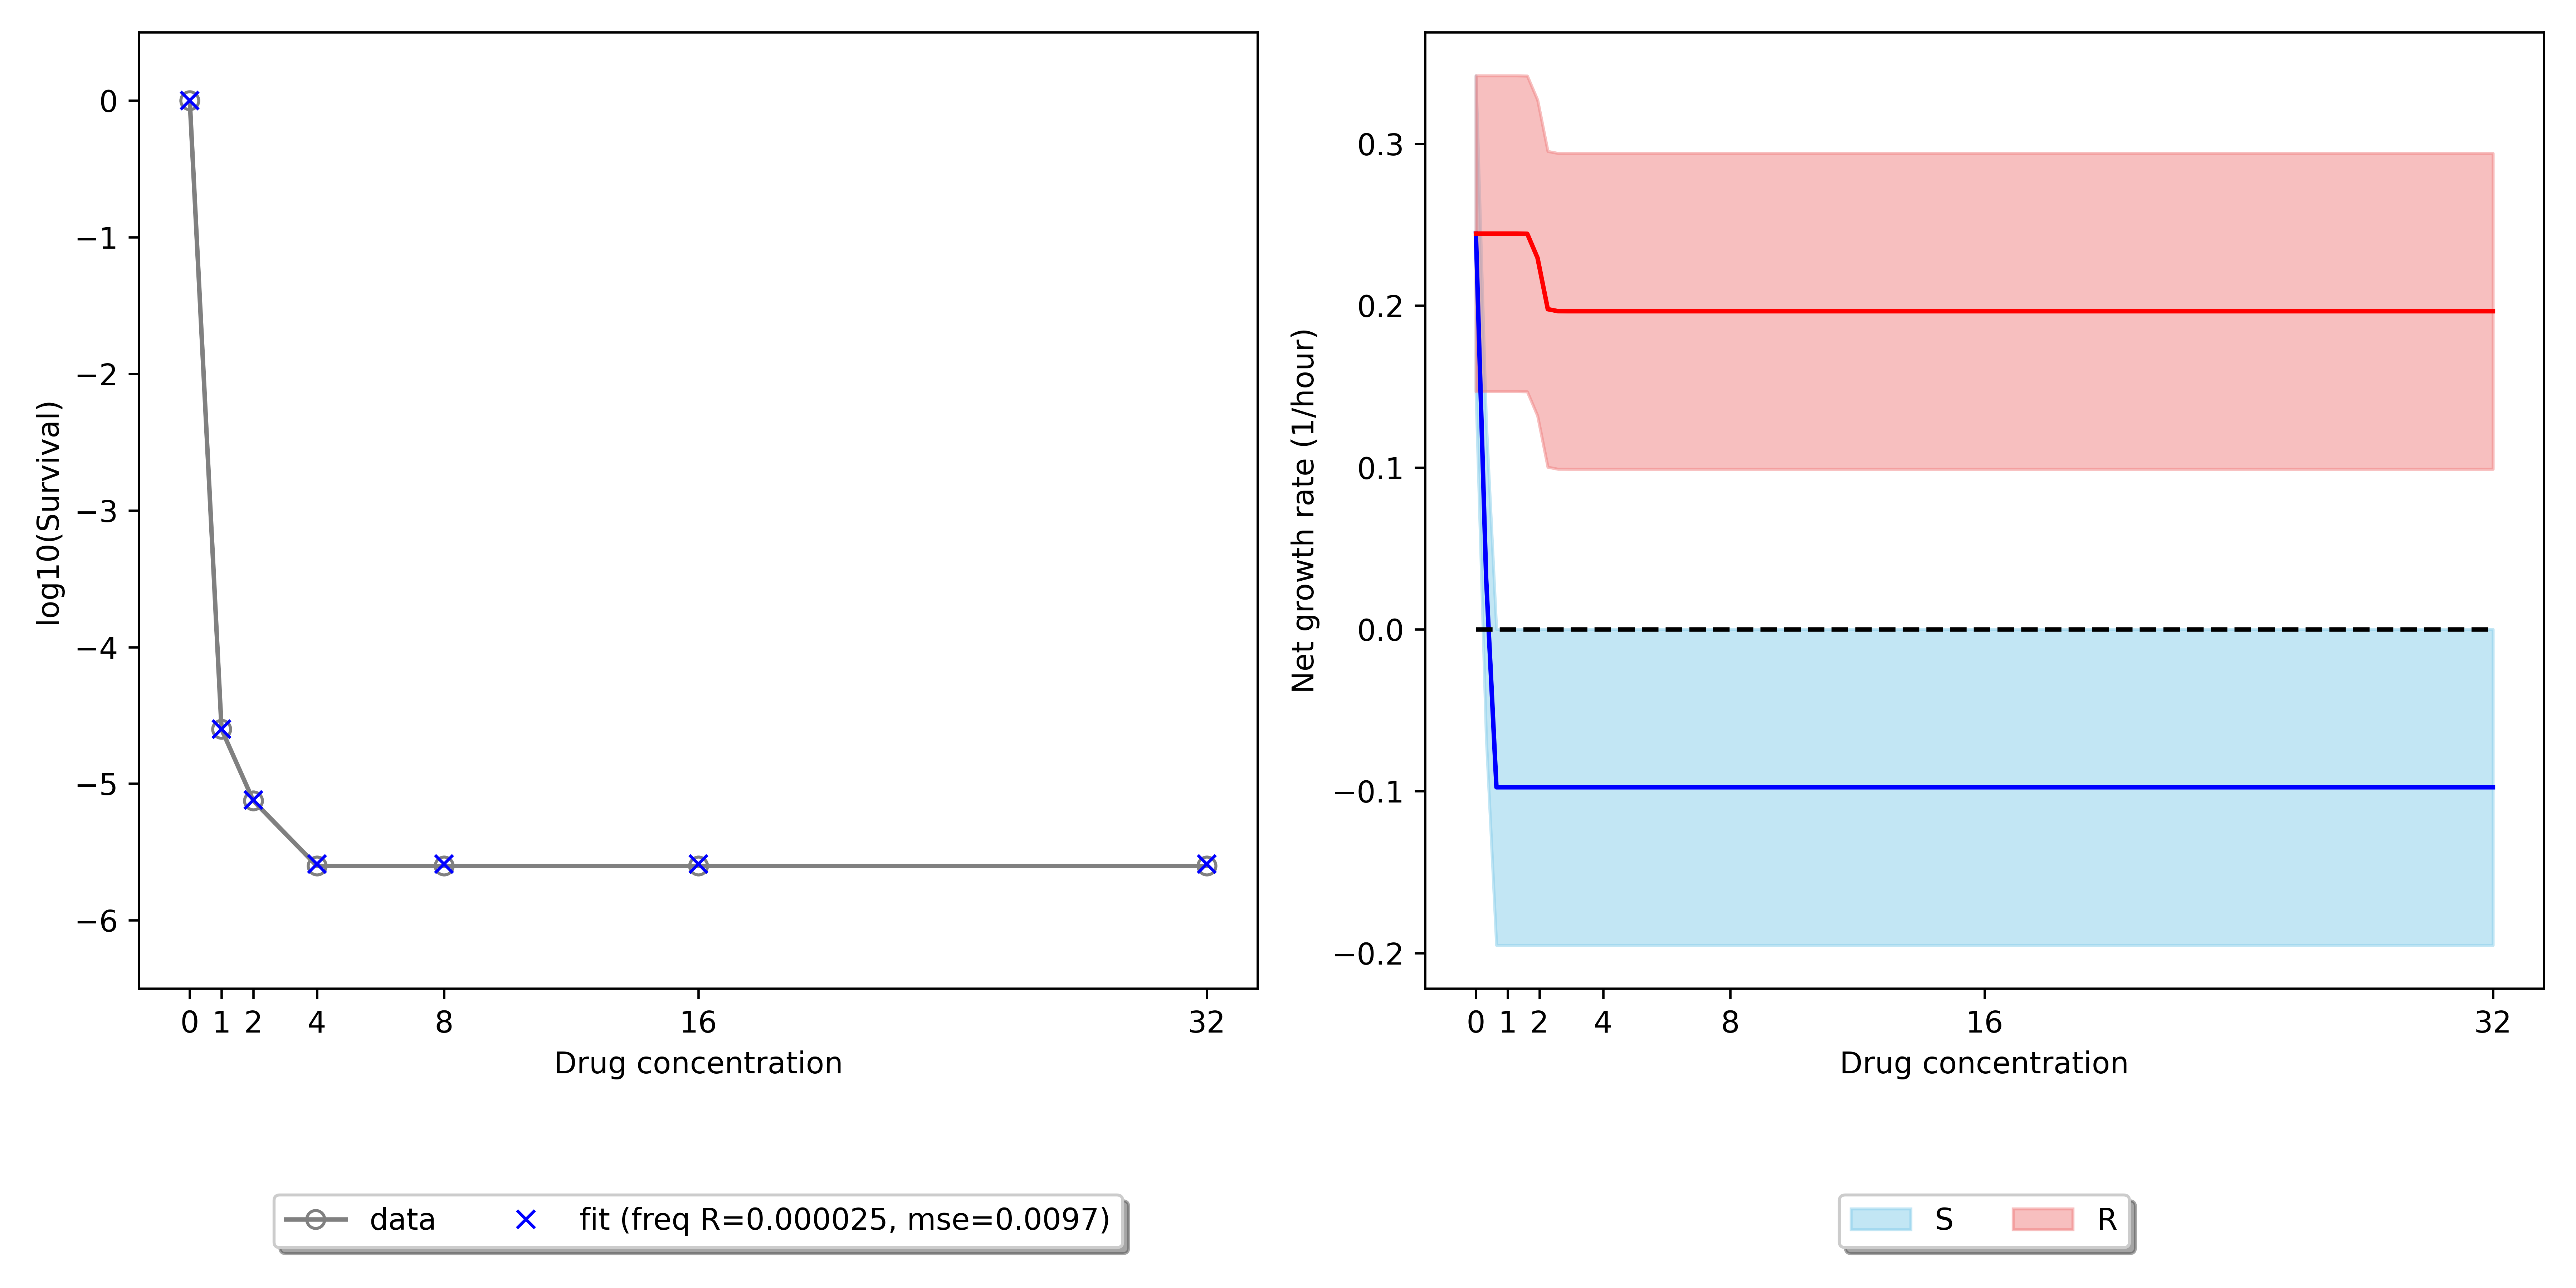 log10(Survival)
0
−1
−2
−3
−4
−5
−6
0 1 2 4 8 16 32
Drug concentration
data fit (freq R=0.000025, mse=0.0097)
Net growth rate (1/hour)
0.3
0.2
0.1
0.0
−0.1
−0.2
0 1 2 4 8 16 32
Drug concentration
S R